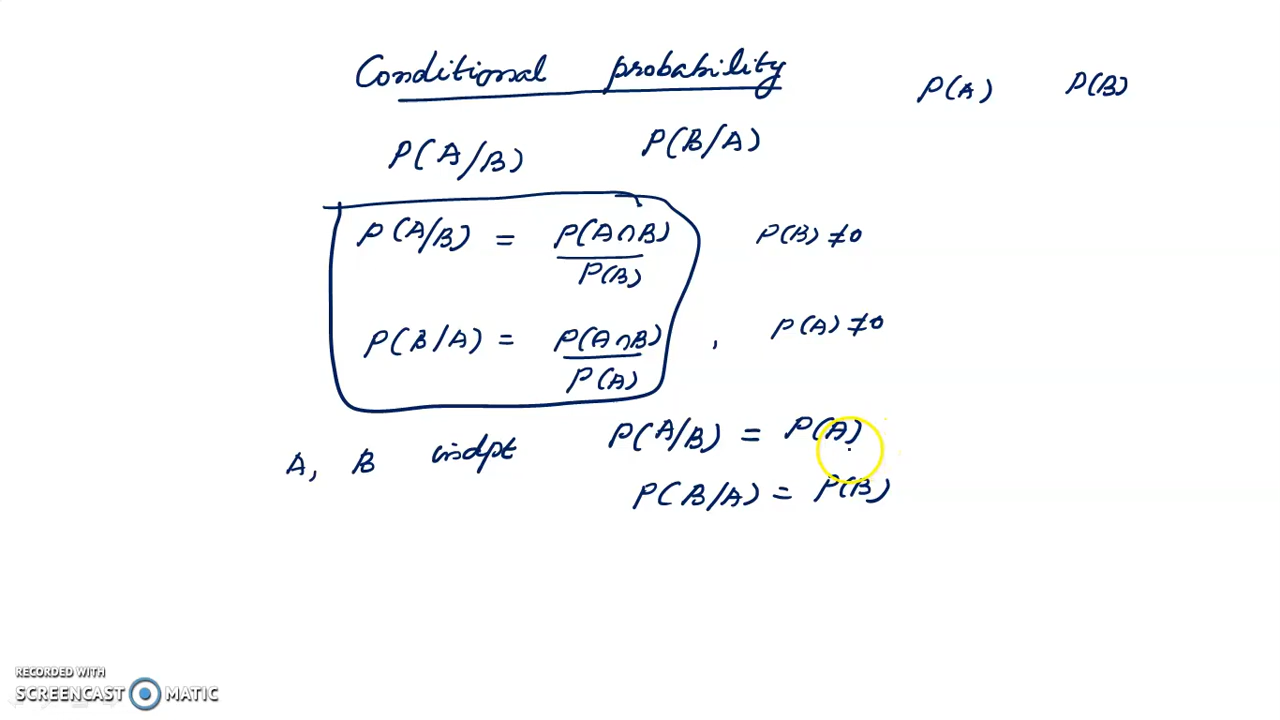 Conditional probability P(A) P(B)
P(A/B) P(B/A)
P(A/B) = P(A∩B) / P(B) P(B) ≠0
P(B/A) = P(A∩B) / P(A) , P(A) ≠0
A, B indpt P(A/B) = P(A)
P(B/A) = P(B)
RECORDED WITH
SCREENCAST MATIC